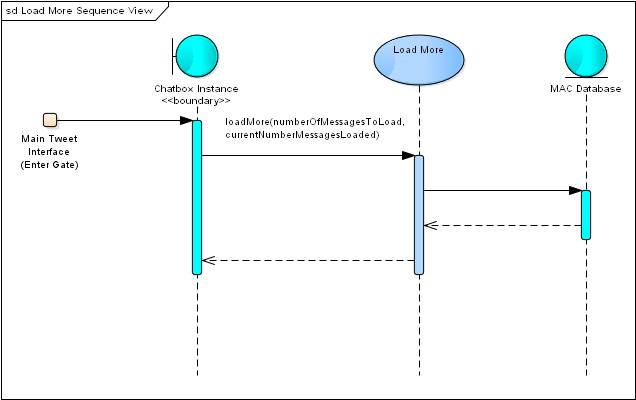 sd Load More Sequence View
Chatbox Instance
<<boundary>>
Load More
MAC Database
Main Tweet
Interface
(Enter Gate)
loadMore(numberOfMessagesToLoad,
currentNumberMessagesLoaded)